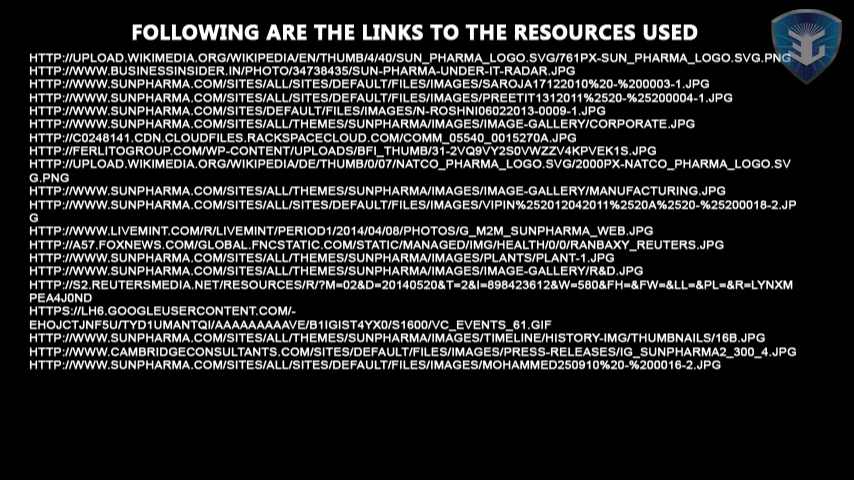 FOLLOWING ARE THE LINKS TO THE RESOURCES USED
HTTP://UPLOAD.WIKIMEDIA.ORG/WIKIPEDIA/EN/THUMB/4/40/SUN_PHARMA_LOGO.SVG/761PX-SUN_PHARMA_LOGO.SVG.PNG
HTTP://WWW.BUSINESSINSIDER.IN/PHOTO/34738435/SUN-PHARMA-UNDER-IT-RADAR.JPG
HTTP://WWW.SUNPHARMA.COM/SITES/ALL/SITES/DEFAULT/FILES/IMAGES/SAROJA17122010%20-%200003-1.JPG
HTTP://WWW.SUNPHARMA.COM/SITES/ALL/SITES/DEFAULT/FILES/IMAGES/PREETIT1312011%2520-%25200004-1.JPG
HTTP://WWW.SUNPHARMA.COM/SITES/DEFAULT/FILES/IMAGES/N-ROSHNI06022013-0009-1.JPG
HTTP://WWW.SUNPHARMA.COM/SITES/ALL/THEMES/SUNPHARMA/IMAGES/IMAGE-GALLERY/CORPORATE.JPG
HTTP://C0248141.CDN.CLOUDFILES.RACKSPACECLOUD.COM/COMM_05540_0015270A.JPG
HTTP://FERLITOGROUP.COM/WP-CONTENT/UPLOADS/BFI_THUMB/31-2VQ9VY2S0VWZZV4KPVEK1S.JPG
HTTP://UPLOAD.WIKIMEDIA.ORG/WIKIPEDIA/DE/THUMB/0/07/NATCO_PHARMA_LOGO.SVG/2000PX-NATCO_PHARMA_LOGO.SV
G.PNG
HTTP://WWW.SUNPHARMA.COM/SITES/ALL/THEMES/SUNPHARMA/IMAGES/IMAGE-GALLERY/MANUFACTURING.JPG
HTTP://WWW.SUNPHARMA.COM/SITES/ALL/SITES/DEFAULT/FILES/IMAGES/VIPIN%252012042011%2520A%2520-%25200018-2.JP
G
HTTP://WWW.LIVEMINT.COM/R/LIVEMINT/PERIOD1/2014/04/08/PHOTOS/G_M2M_SUNPHARMA_WEB.JPG
HTTP://A57.FOXNEWS.COM/GLOBAL.FNCSTATIC.COM/STATIC/MANAGED/IMG/HEALTH/0/0/RANBAXY_REUTERS.JPG
HTTP://WWW.SUNPHARMA.COM/SITES/ALL/THEMES/SUNPHARMA/IMAGES/PLANTS/PLANT-1.JPG
HTTP://WWW.SUNPHARMA.COM/SITES/ALL/THEMES/SUNPHARMA/IMAGES/IMAGE-GALLERY/R&D.JPG
HTTP://S2.REUTERSMEDIA.NET/RESOURCES/R/?M=02&D=20140520&T=2&I=898423612&W=580&FH=&FW=&LL=&PL=&R=LYNXM
PEA4J0ND
HTTPS://LH6.GOOGLEUSERCONTENT.COM/-
EHOJCTJNF5U/TYD1UMANTQI/AAAAAAAAAVE/B1IGIST4YX0/S1600/VC_EVENTS_61.GIF
HTTP://WWW.SUNPHARMA.COM/SITES/ALL/THEMES/SUNPHARMA/IMAGES/TIMELINE/HISTORY-IMG/THUMBNAILS/16B.JPG
HTTP://WWW.CAMBRIDGECONSULTANTS.COM/SITES/DEFAULT/FILES/IMAGES/PRESS-RELEASES/IG_SUNPHARMA2_300_4.JPG
HTTP://WWW.SUNPHARMA.COM/SITES/ALL/SITES/DEFAULT/FILES/IMAGES/MOHAMMED250910%20-%200016-2.JPG